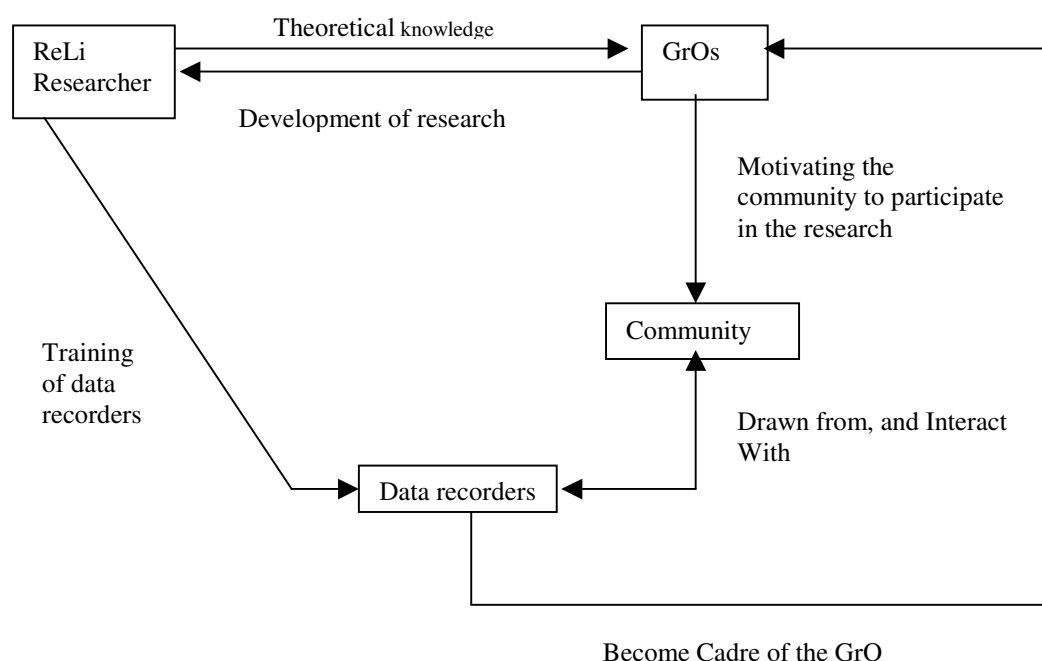 Theoretical knowledge
ReLi
Researcher
GrOs
Development of research
Motivating the
community to participate
in the research
Community
Training
of data
recorders
Drawn from, and Interact
With
Data recorders
Become Cadre of the GrO